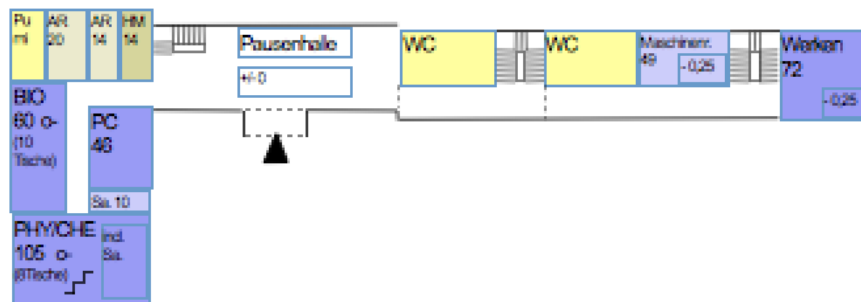 Pu
mi
AR
20
AR
14
HM
14
Pausenhalle
+/- 0
WC
WC
Maschinenr.
49
- 0,25
Werken
72
- 0,25
BIO
60 o-
(10
Tische)
PC
46
Sa. 10
PHY/CHE
105 o-
(8Tische)
incl.
Sa.